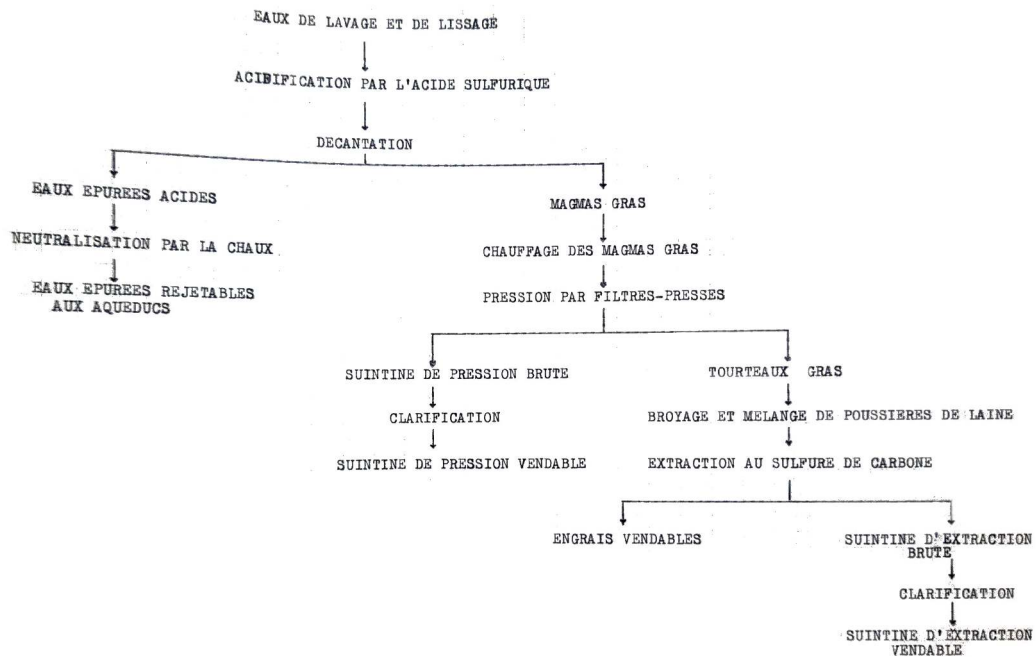 EAUX DE LAVAGE ET DE LISSAGE
ACIDIFICATION PAR L'ACIDE SULFURIQUE
DECANTATION
EAUX EPUREES ACIDES
NEUTRALISATION PAR LA CHAUX
EAUX EPUREES REJETABLES
AUX AQUEDUCS
MAGMAS GRAS
CHAUFFAGE DES MAGMAS GRAS
PRESSION PAR FILTRES-PRESSES
SUINTINE DE PRESSION BRUTE
CLARIFICATION
SUINTINE DE PRESSION VENDABLE
TOURTEAUX GRAS
BROYAGE ET MELANGE DE POUSSIERES DE LAINE
EXTRACTION AU SULFURE DE CARBONE
ENGRAIS VENDABLES
SUINTINE D'EXTRACTION
BRUTE
CLARIFICATION
SUINTINE D'EXTRACTION
VENDABLE